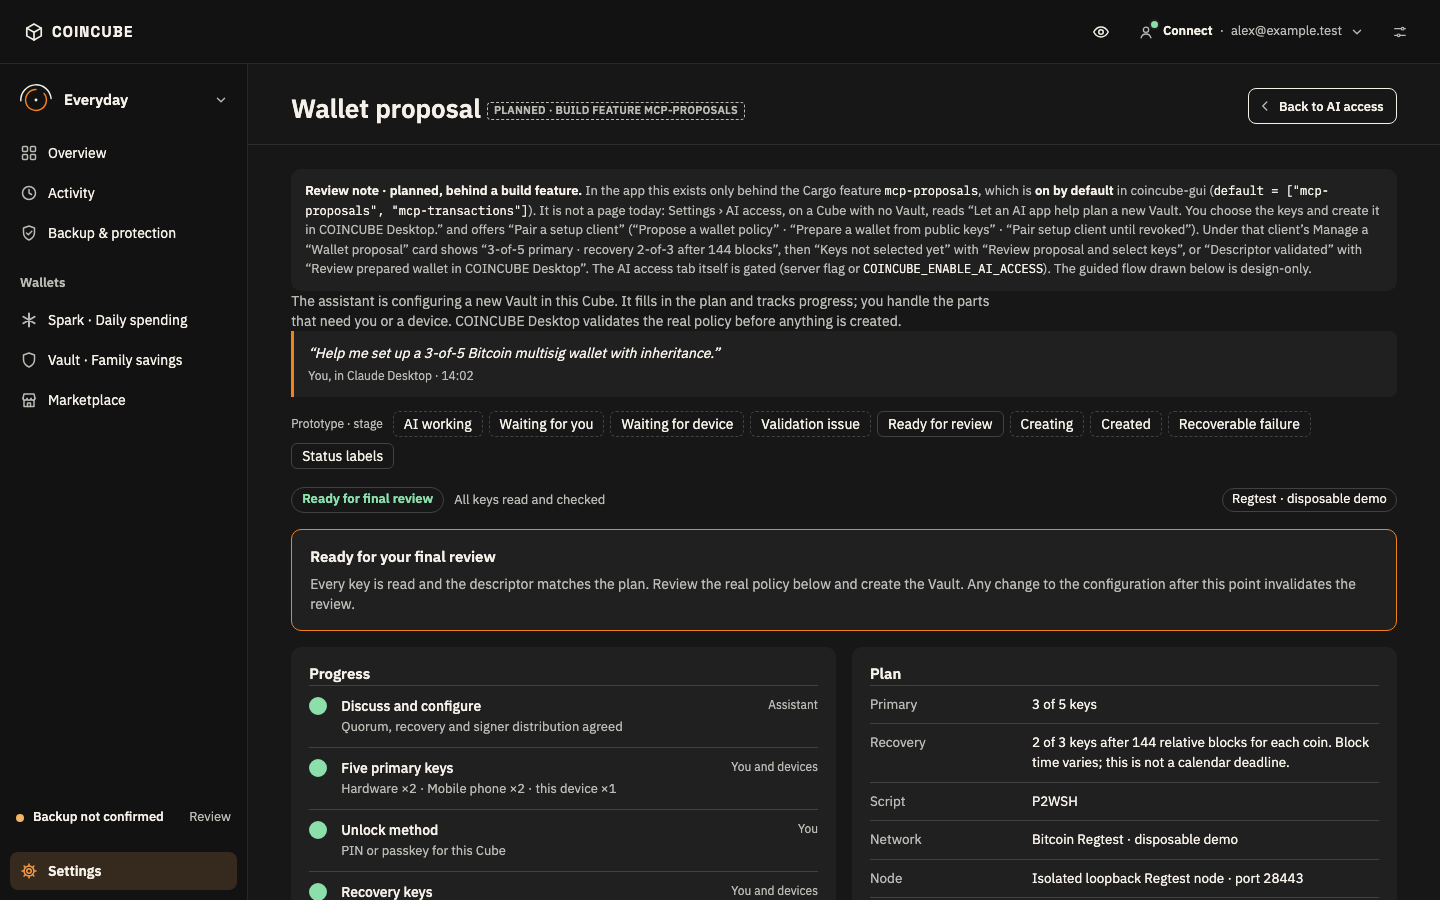 COINCUBE
Connect · alex@example.test
Everyday
Overview
Activity
Backup & protection
Wallets
Spark · Daily spending
Vault · Family savings
Marketplace
Backup not confirmed Review
Settings
Wallet proposal PLANNED · BUILD FEATURE MCP-PROPOSALS
Back to AI access
Review note · planned, behind a build feature. In the app this exists only behind the Cargo feature mcp-proposals, which is on by default in coincube-gui (default = ["mcp-
proposals", "mcp-transactions"]). It is not a page today: Settings › AI access, on a Cube with no Vault, reads “Let an AI app help plan a new Vault. You choose the keys and create it
in COINCUBE Desktop.” and offers “Pair a setup client” (“Propose a wallet policy” · “Prepare a wallet from public keys” · “Pair setup client until revoked”). Under that client’s Manage a
“Wallet proposal” card shows “3-of-5 primary · recovery 2-of-3 after 144 blocks”, then “Keys not selected yet” with “Review proposal and select keys”, or “Descriptor validated” with
“Review prepared wallet in COINCUBE Desktop”. The AI access tab itself is gated (server flag or COINCUBE_ENABLE_AI_ACCESS). The guided flow drawn below is design-only.
The assistant is configuring a new Vault in this Cube. It fills in the plan and tracks progress; you handle the parts
that need you or a device. COINCUBE Desktop validates the real policy before anything is created.
“Help me set up a 3-of-5 Bitcoin multisig wallet with inheritance.”
You, in Claude Desktop · 14:02
Prototype · stage AI working Waiting for you Waiting for device Validation issue Ready for review Creating Created Recoverable failure
Status labels
Ready for final review All keys read and checked Regtest · disposable demo
Ready for your final review
Every key is read and the descriptor matches the plan. Review the real policy below and create the Vault. Any change to the configuration after this point invalidates the
review.
Progress
Discuss and configure Assistant
Quorum, recovery and signer distribution agreed
Five primary keys You and devices
Hardware ×2 · Mobile phone ×2 · this device ×1
Unlock method You
PIN or passkey for this Cube
Recovery keys You and devices
Plan
Primary 3 of 5 keys
Recovery 2 of 3 keys after 144 relative blocks for each coin. Block
time varies; this is not a calendar deadline.
Script P2WSH
Network Bitcoin Regtest · disposable demo
Node Isolated loopback Regtest node · port 28443